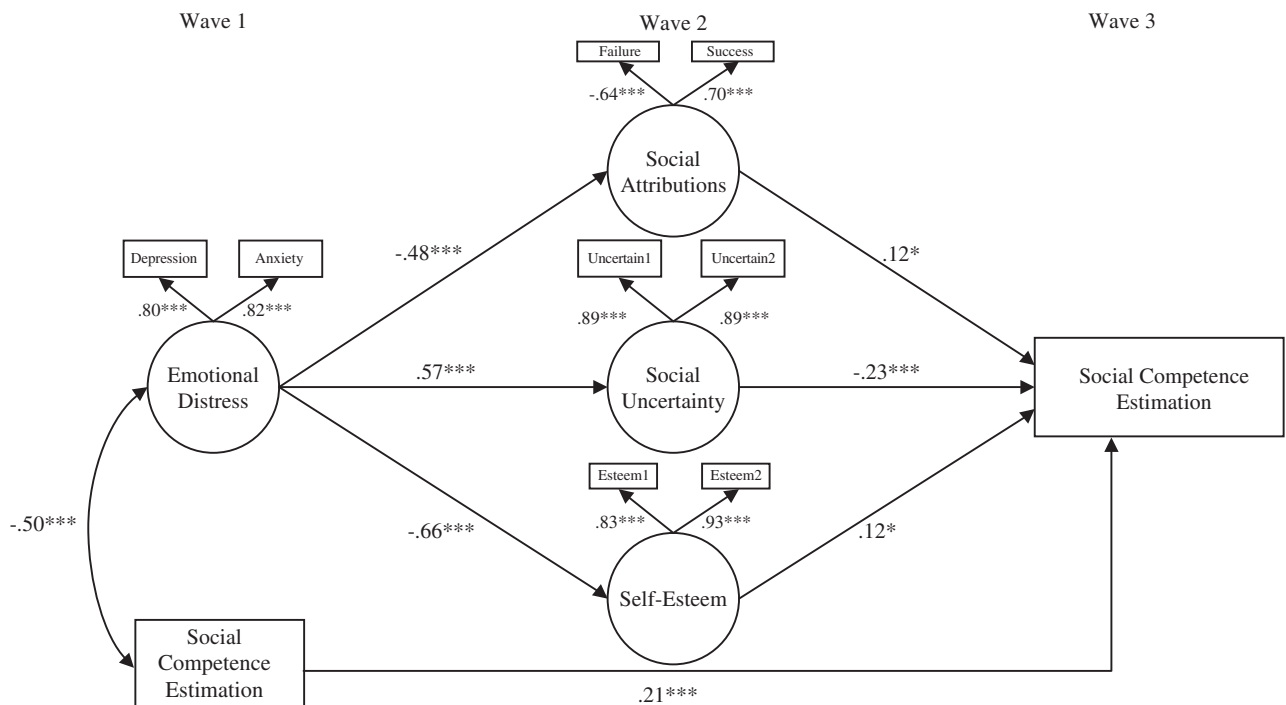 Wave 1
Wave 2
Wave 3
Failure
Success
-.64***
.70***
Social
Attributions
Depression
Anxiety
.80***
.82***
Emotional
Distress
-.48***
.12*
Uncertain1
Uncertain2
.89***
.89***
Social
Uncertainty
.57***
-.23***
Social Competence
Estimation
Esteem1
Esteem2
.83***
.93***
Self-Esteem
-.50***
-.66***
.12*
Social
Competence
Estimation
.21***